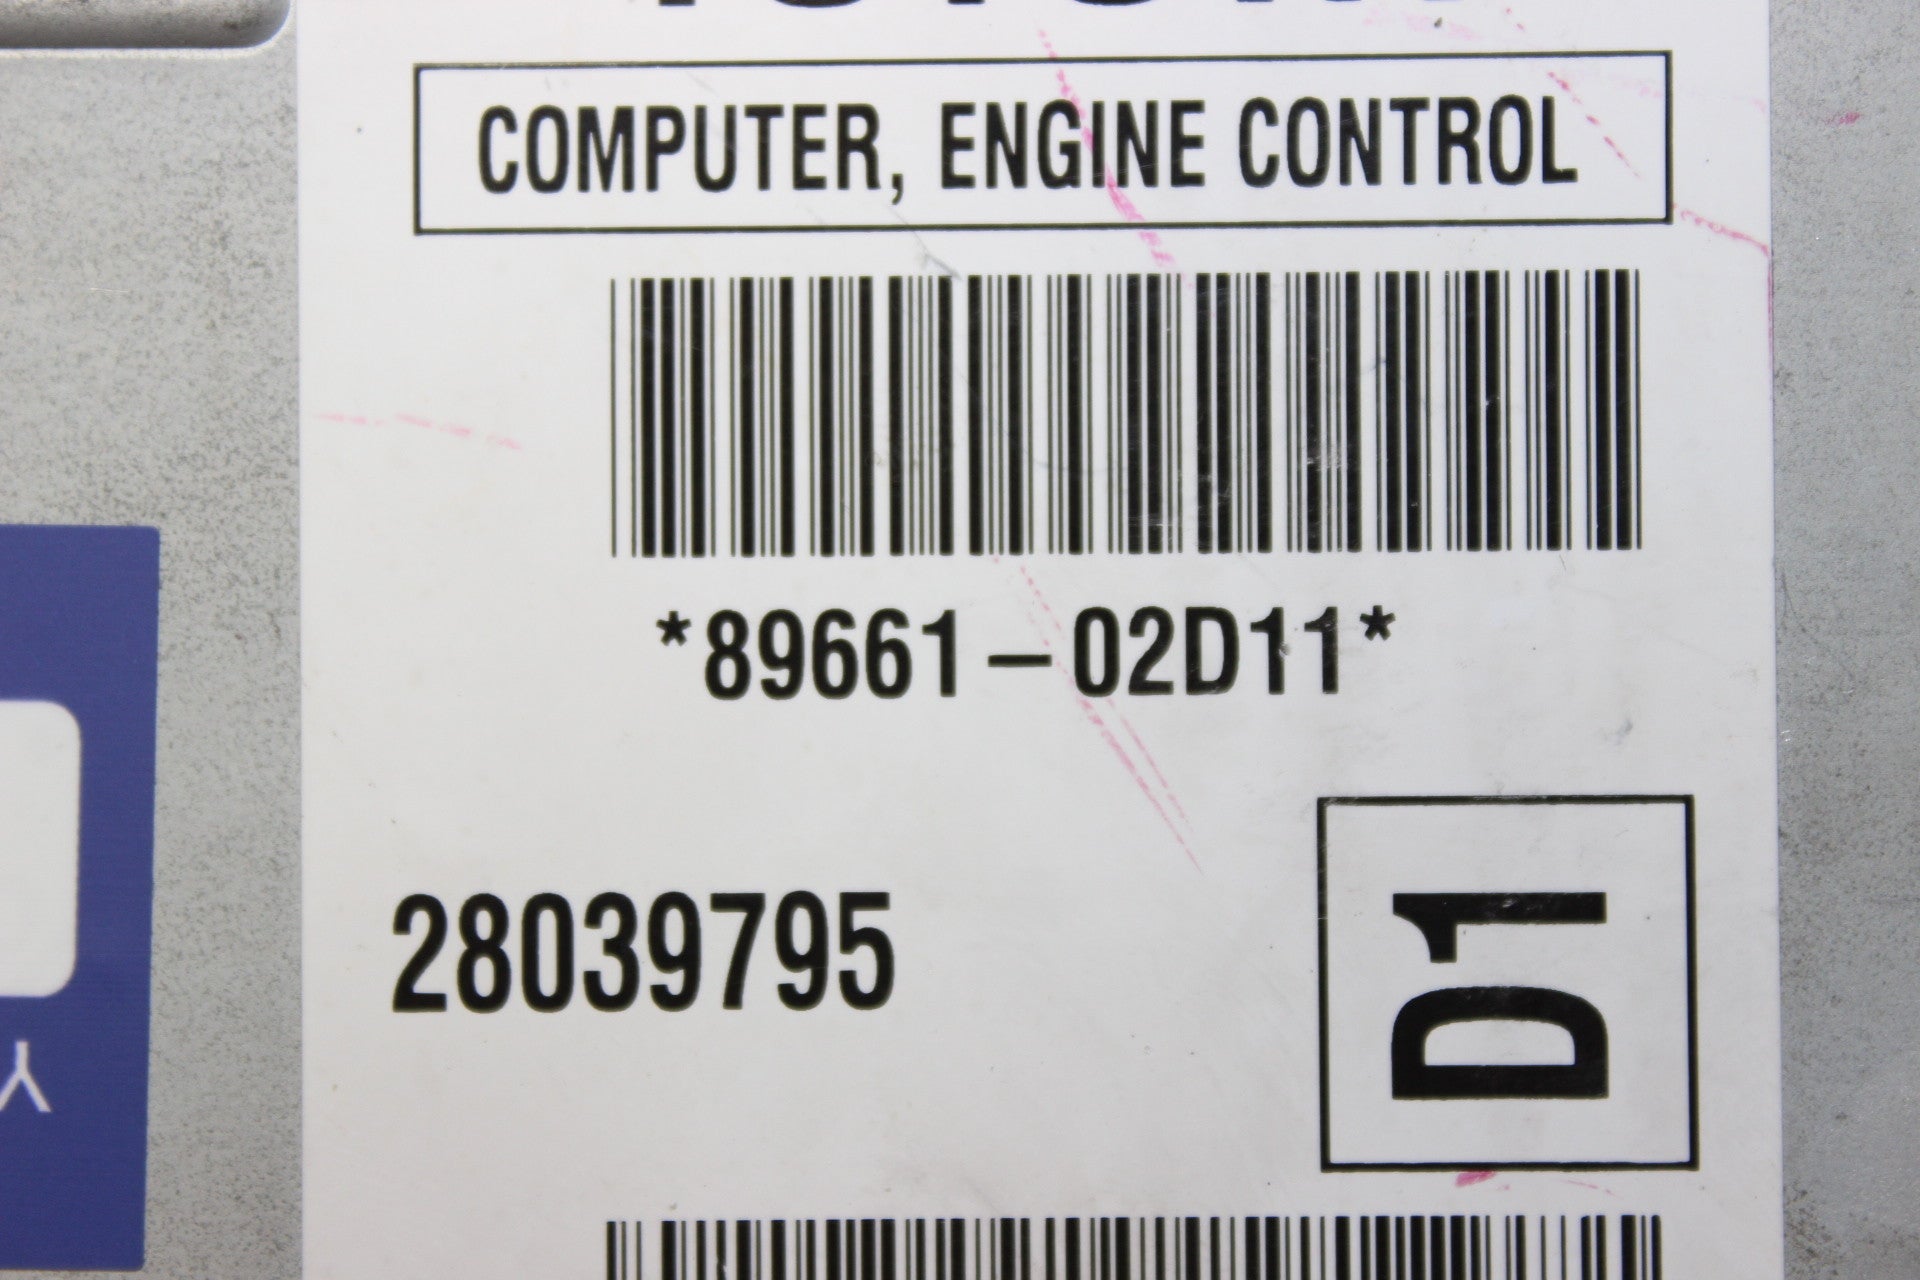 COMPUTER, ENGINE CONTROL
*89661-02D11*
28039795
D1
Y